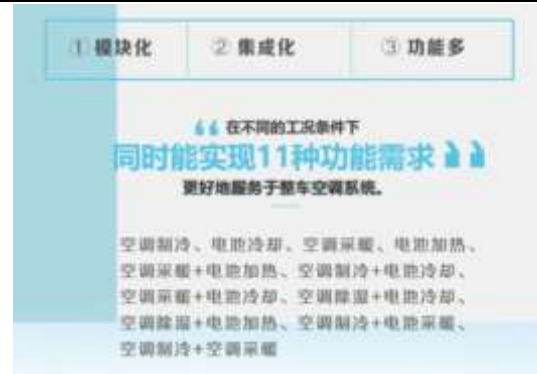 ① 模块化 ② 集成化 ③ 功能多
在不同的工况条件下
同时能实现11种功能需求
更好地服务于整车空调系统。
空调制冷、电池冷却、空调采暖、电池加热、
空调采暖+电池加热、空调制冷+电池冷却、
空调采暖+电池冷却、空调除湿+电池冷却、
空调除湿+电池加热、空调制冷+电池采暖、
空调制冷+空调采暖